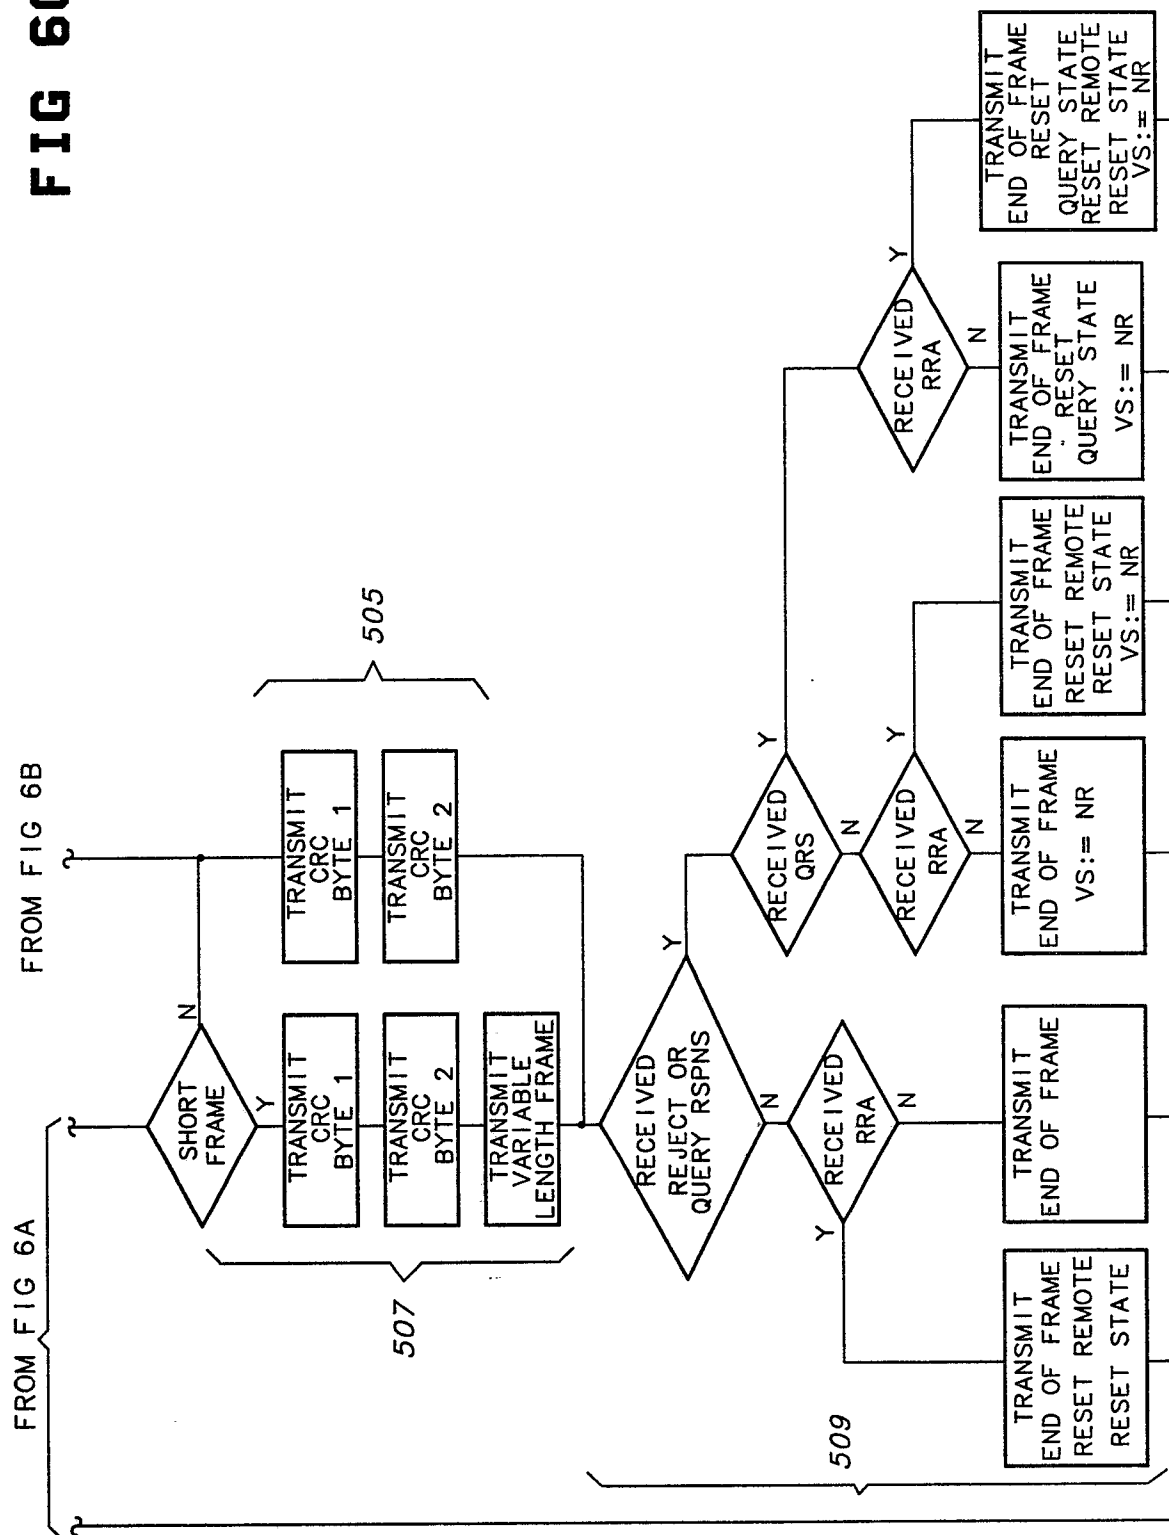 FIG 6C
FROM FIG 6A
FROM FIG 6B
SHORT
FRAME
N
Y
TRANSMIT
CRC
BYTE 1
TRANSMIT
CRC
BYTE 2
TRANSMIT
VARIABLE
LENGTH FRAME
507
TRANSMIT
CRC
BYTE 1
TRANSMIT
CRC
BYTE 2
505
RECEIVED
REJECT OR
QUERY RSPNS
Y
N
RECEIVED
RRA
Y
N
RECEIVED
QRS
Y
N
RECEIVED
RRA
Y
N
RECEIVED
RRA
Y
N
509
TRANSMIT
END OF FRAME
RESET REMOTE
RESET STATE
TRANSMIT
END OF FRAME
TRANSMIT
END OF FRAME
VS:= NR
TRANSMIT
END OF FRAME
RESET REMOTE
RESET STATE
VS:= NR
TRANSMIT
END OF FRAME
RESET
QUERY STATE
VS:= NR
TRANSMIT
END OF FRAME
RESET
QUERY STATE
RESET REMOTE
RESET STATE
VS:= NR